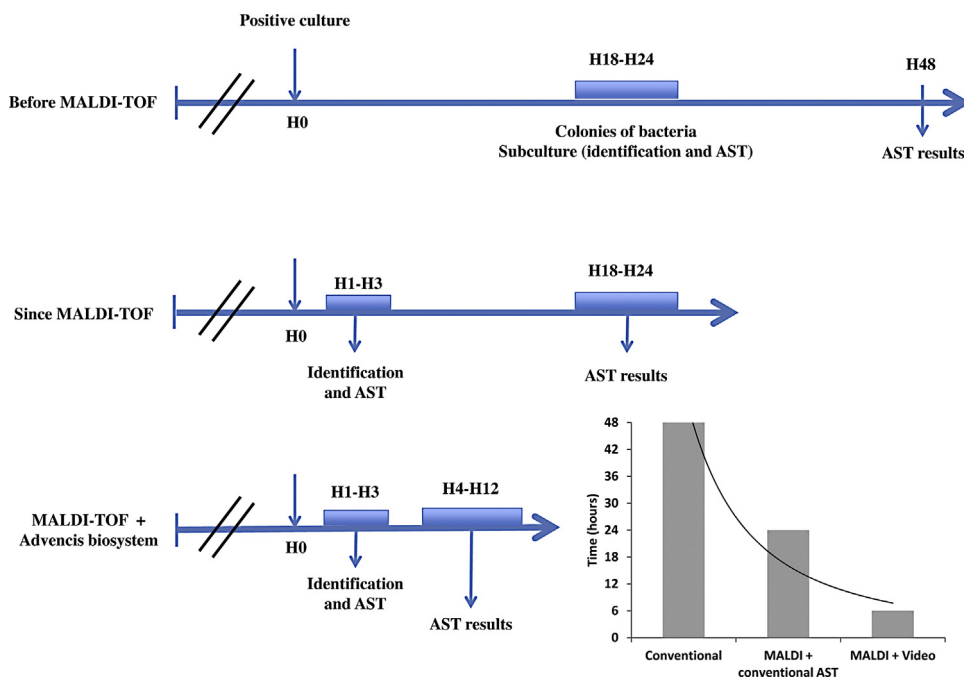 Positive culture
H18-H24
H48
Before MALDI-TOF
H0
Colonies of bacteria
Subculture (identification and AST)
AST results
H1-H3
H18-H24
Since MALDI-TOF
H0
Identification
and AST
AST results
H1-H3
H4-H12
MALDI-TOF +
Advencis biosystem
H0
Identification
and AST
AST results
Time (hours)
48
42
36
30
24
18
12
6
0
Conventional
MALDI +
conventional AST
MALDI + Video